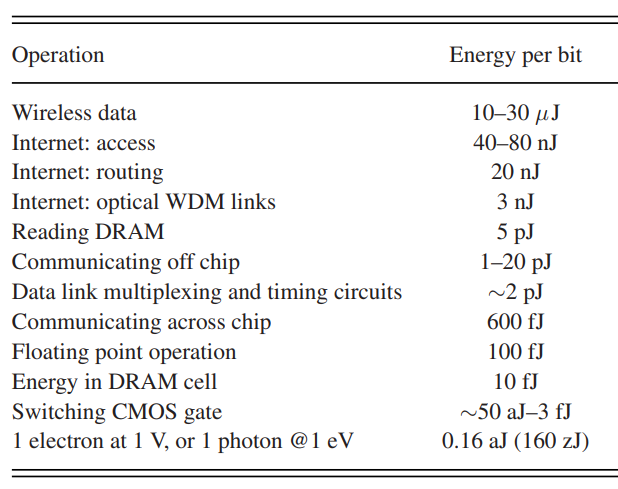 Operation Energy per bit
Wireless data 10–30 μJ
Internet: access 40–80 nJ
Internet: routing 20 nJ
Internet: optical WDM links 3 nJ
Reading DRAM 5 pJ
Communicating off chip 1–20 pJ
Data link multiplexing and timing circuits ∼2 pJ
Communicating across chip 600 fJ
Floating point operation 100 fJ
Energy in DRAM cell 10 fJ
Switching CMOS gate ∼50 aJ–3 fJ
1 electron at 1 V, or 1 photon @1 eV 0.16 aJ (160 zJ)